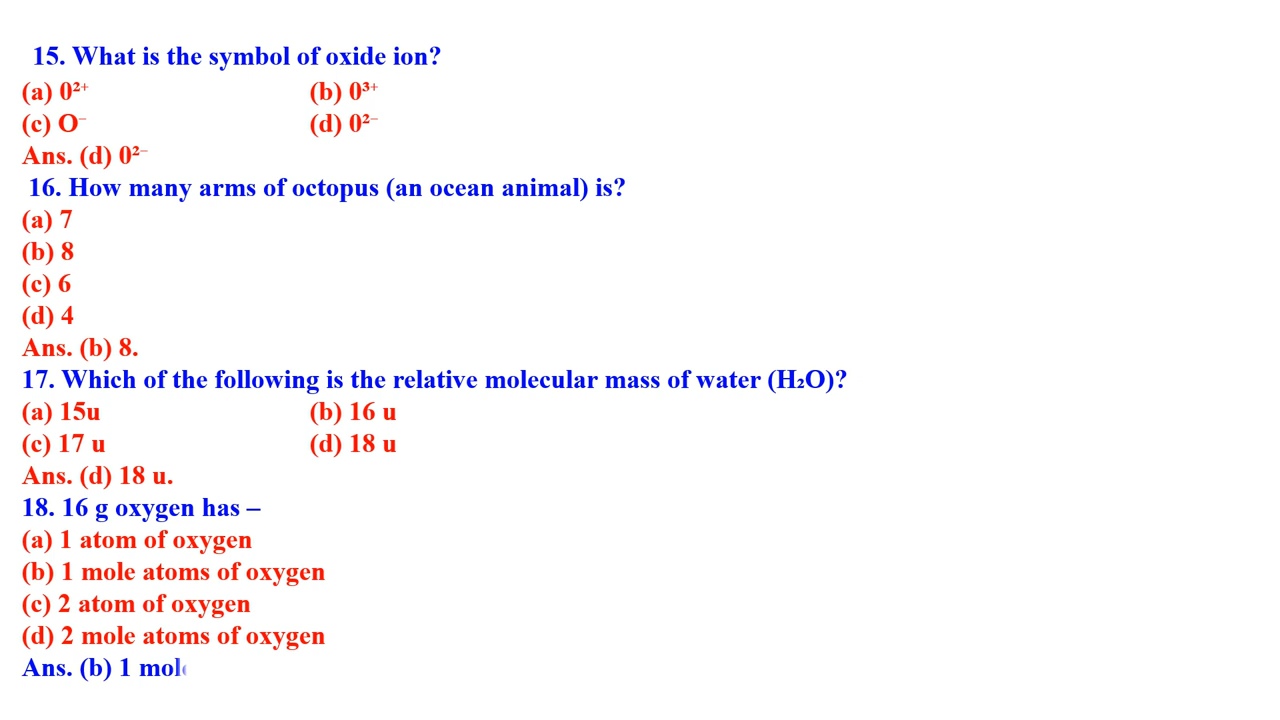 15. What is the symbol of oxide ion?
(a) 0²⁺ (b) 0³⁺
(c) O⁻ (d) 0²⁻
Ans. (d) 0²⁻
16. How many arms of octopus (an ocean animal) is?
(a) 7
(b) 8
(c) 6
(d) 4
Ans. (b) 8.
17. Which of the following is the relative molecular mass of water (H₂O)?
(a) 15u (b) 16 u
(c) 17 u (d) 18 u
Ans. (d) 18 u.
18. 16 g oxygen has –
(a) 1 atom of oxygen
(b) 1 mole atoms of oxygen
(c) 2 atom of oxygen
(d) 2 mole atoms of oxygen
Ans. (b) 1